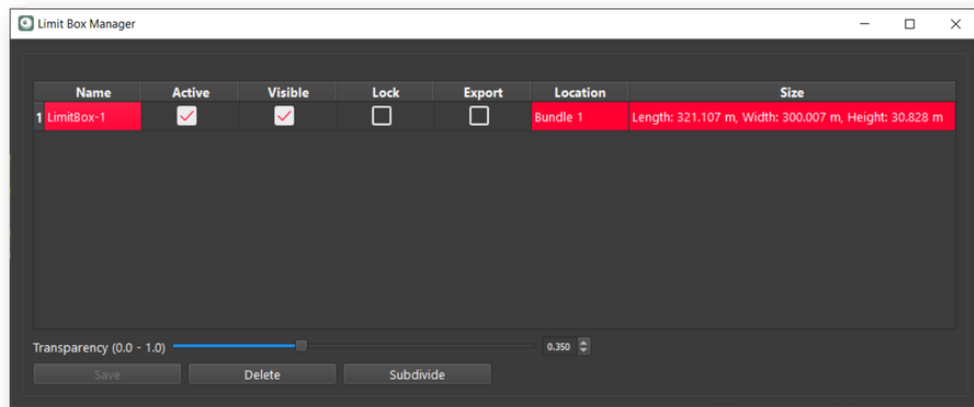 Limit Box Manager
Name Active Visible Lock Export Location Size
1 LimitBox-1 Bundle 1 Length: 321.107 m, Width: 300.007 m, Height: 30.828 m
Transparency (0.0 - 1.0) 0.350
Save Delete Subdivide